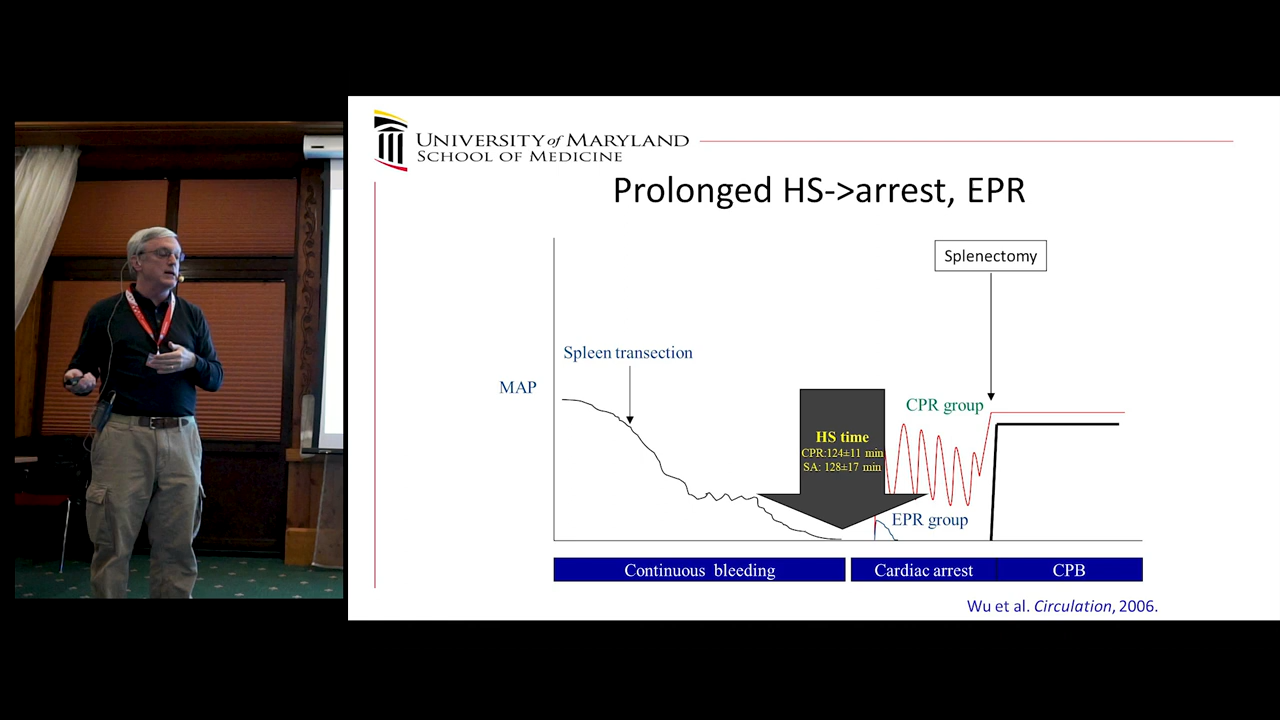 UNIVERSITY of MARYLAND
SCHOOL OF MEDICINE
Prolonged HS->arrest, EPR
Splenectomy
Spleen transection
MAP
CPR group
HS time
CPR:124±11 min
SA: 128±17 min
EPR group
Continuous bleeding
Cardiac arrest
CPB
Wu et al. Circulation, 2006.